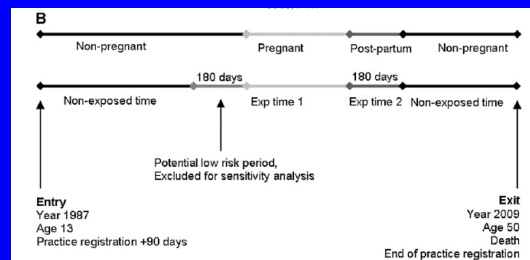 B
Non-pregnant Pregnant Post-partum Non-pregnant
180 days 180 days
Non-exposed time Exp time 1 Exp time 2 Non-exposed time
Potential low risk period,
Excluded for sensitivity analysis
Entry
Year 1987
Age 13
Practice registration +90 days
Exit
Year 2009
Age 50
Death
End of practice registration